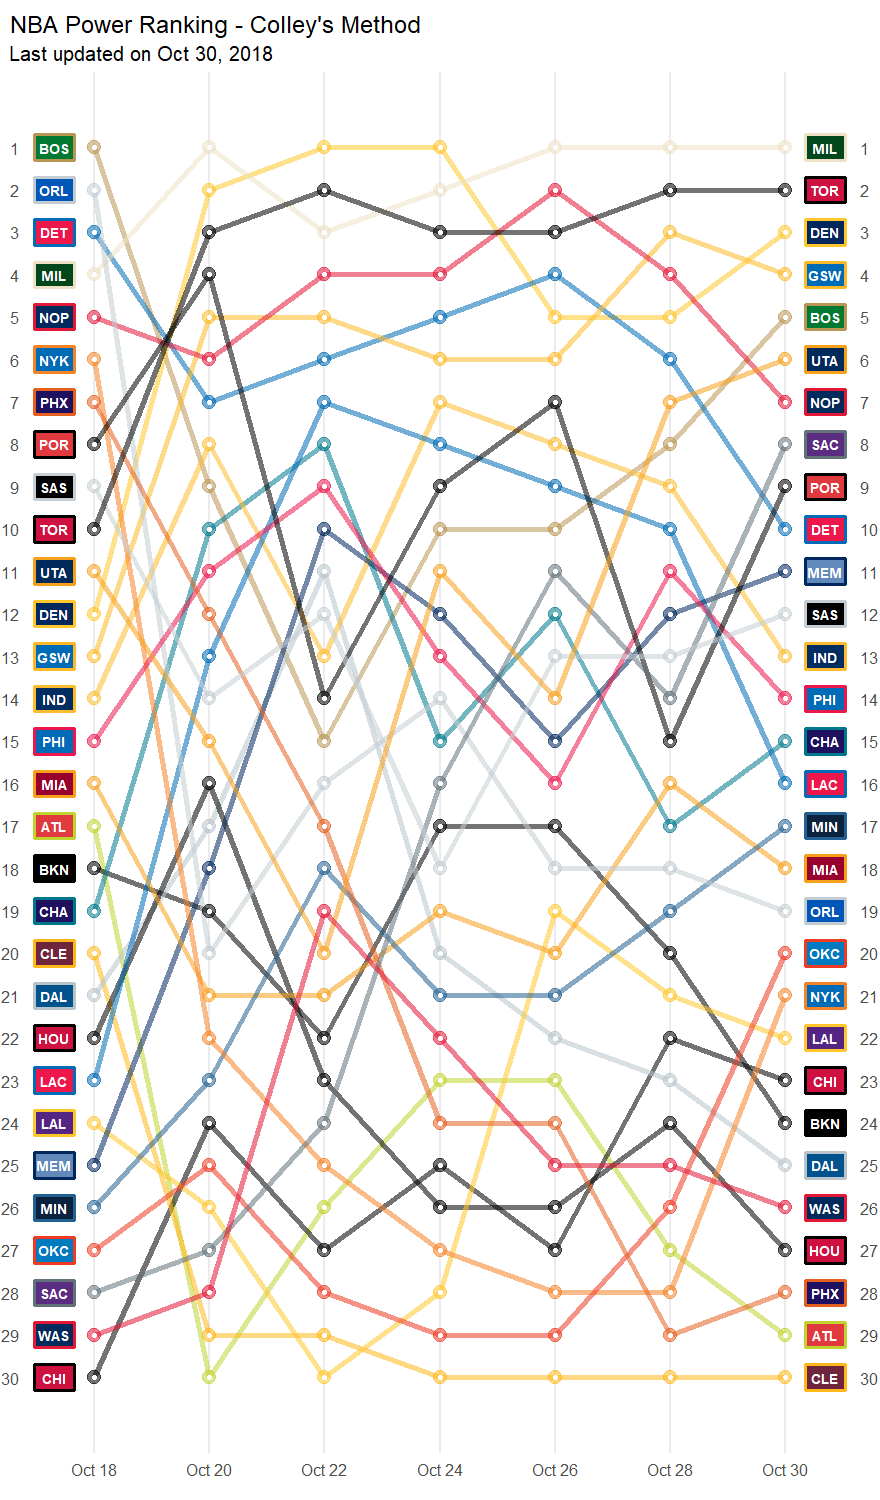 NBA Power Ranking - Colley's Method
Last updated on Oct 30, 2018
1 BOS MIL 1
2 ORL TOR 2
3 DET DEN 3
4 MIL GSW 4
5 NOP BOS 5
6 NYK UTA 6
7 PHX NOP 7
8 POR SAC 8
9 SAS POR 9
10 TOR DET 10
11 UTA MEM 11
12 DEN SAS 12
13 GSW IND 13
14 IND PHI 14
15 PHI CHA 15
16 MIA LAC 16
17 ATL MIN 17
18 BKN MIA 18
19 CHA ORL 19
20 CLE OKC 20
21 DAL NYK 21
22 HOU LAL 22
23 LAC CHI 23
24 LAL BKN 24
25 MEM DAL 25
26 MIN WAS 26
27 OKC HOU 27
28 SAC PHX 28
29 WAS ATL 29
30 CHI CLE 30
Oct 18 Oct 20 Oct 22 Oct 24 Oct 26 Oct 28 Oct 30